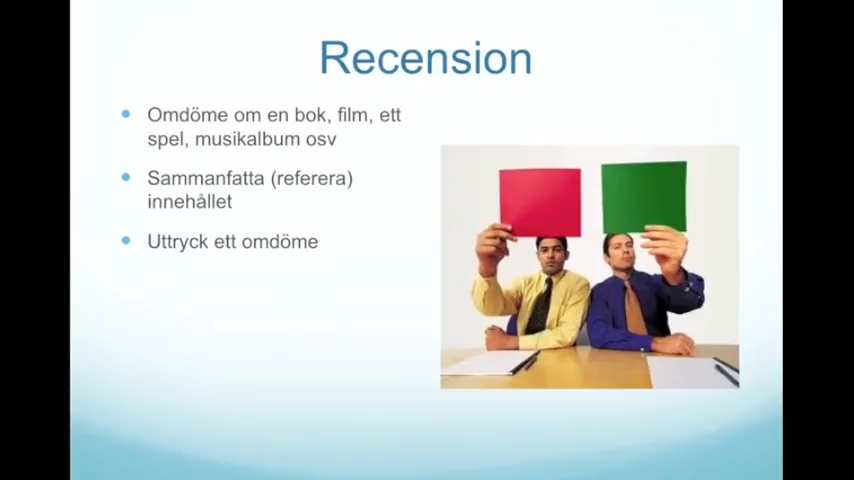 Recension
Omdöme om en bok, film, ett
spel, musikalbum osv
Sammanfatta (referera)
innehållet
Uttryck ett omdöme